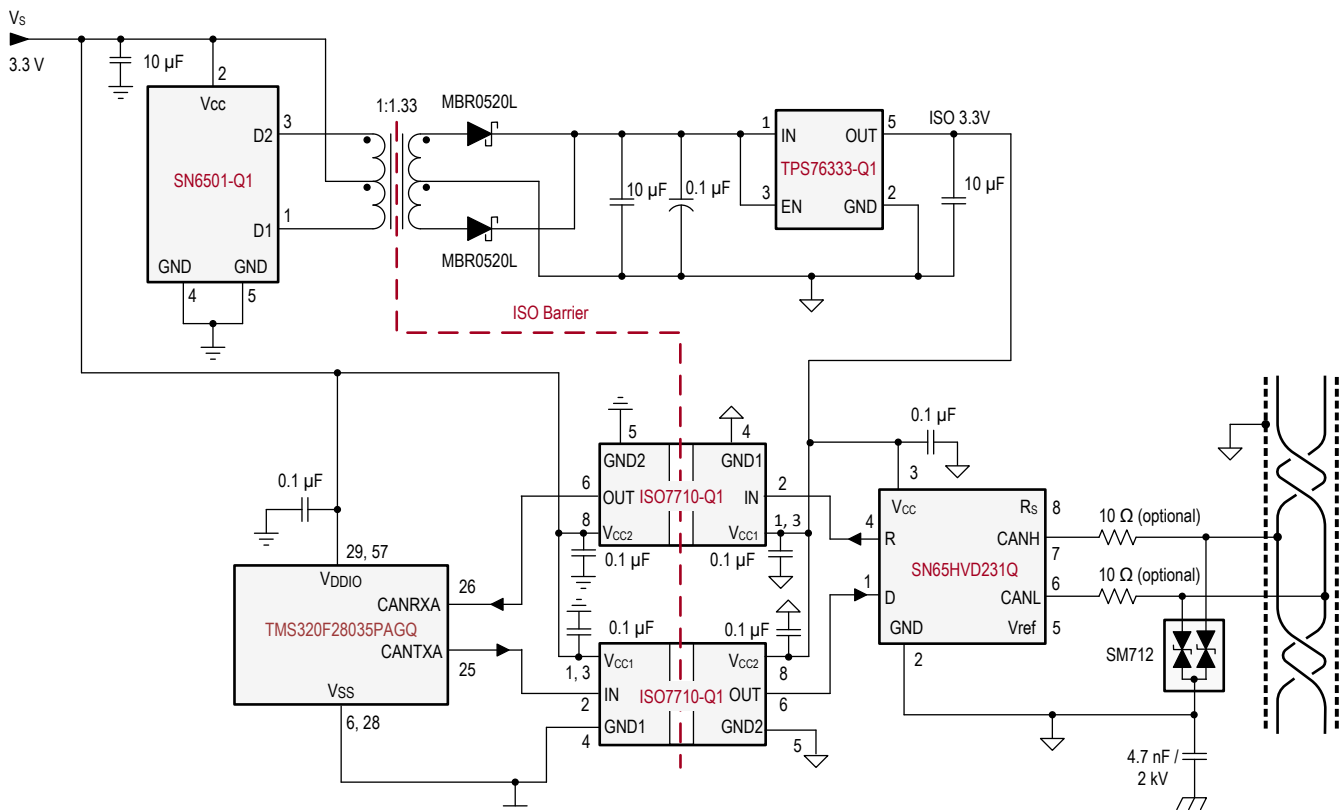 VS
3.3 V
10 µF
2
Vcc
D2
3
SN6501-Q1
D1
1
GND
GND
4
5
1:1.33
MBR0520L
MBR0520L
10 µF
0.1 µF
1
IN
OUT
5
TPS76333-Q1
3
EN
GND
2
ISO 3.3V
10 µF
ISO Barrier
5
4
GND2
GND1
6
OUT
ISO7710-Q1
IN
2
8
VCC2
VCC1
1, 3
0.1 µF
0.1 µF
0.1 µF
29, 57
VDDIO
26
CANRXA
TMS320F28035PAGQ
CANTXA
25
VSS
6, 28
0.1 µF
0.1 µF
1, 3
VCC1
VCC2
8
2
IN
ISO7710-Q1
OUT
6
4
GND1
GND2
5
0.1 µF
3
VCC
RS
8
4
R
CANH
7
SN65HVD231Q
1
D
CANL
6
GND
Vref
5
2
10 Ω (optional)
10 Ω (optional)
SM712
4.7 nF /
2 kV